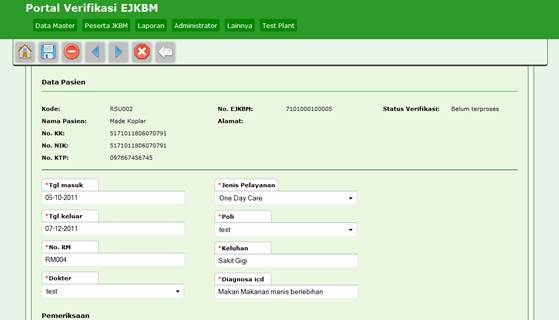 Portal Verifikasi EJKBM
Data Master Peserta JKBM Laporan Administrator Lainnya Test Plant
Data Pasien
Kode: RSU002 No. EJKBM: 7101000100005 Status Verifikasi: Belum terproses
Nama Pasien: Made Koplar Alamat:
No. KK: 5171011806070791
No. NIK: 5171011806070791
No. KTP: 097867456745
*Tgl masuk *Jenis Pelayanan
05-10-2011 One Day Care
*Tgl keluar *Poli
07-12-2011 test
*No. RM *Keluhan
RM004 Sakit Gigi
*Dokter *Diagnosa icd
test Makan Makanan manis berlebihan
Pemeriksaan